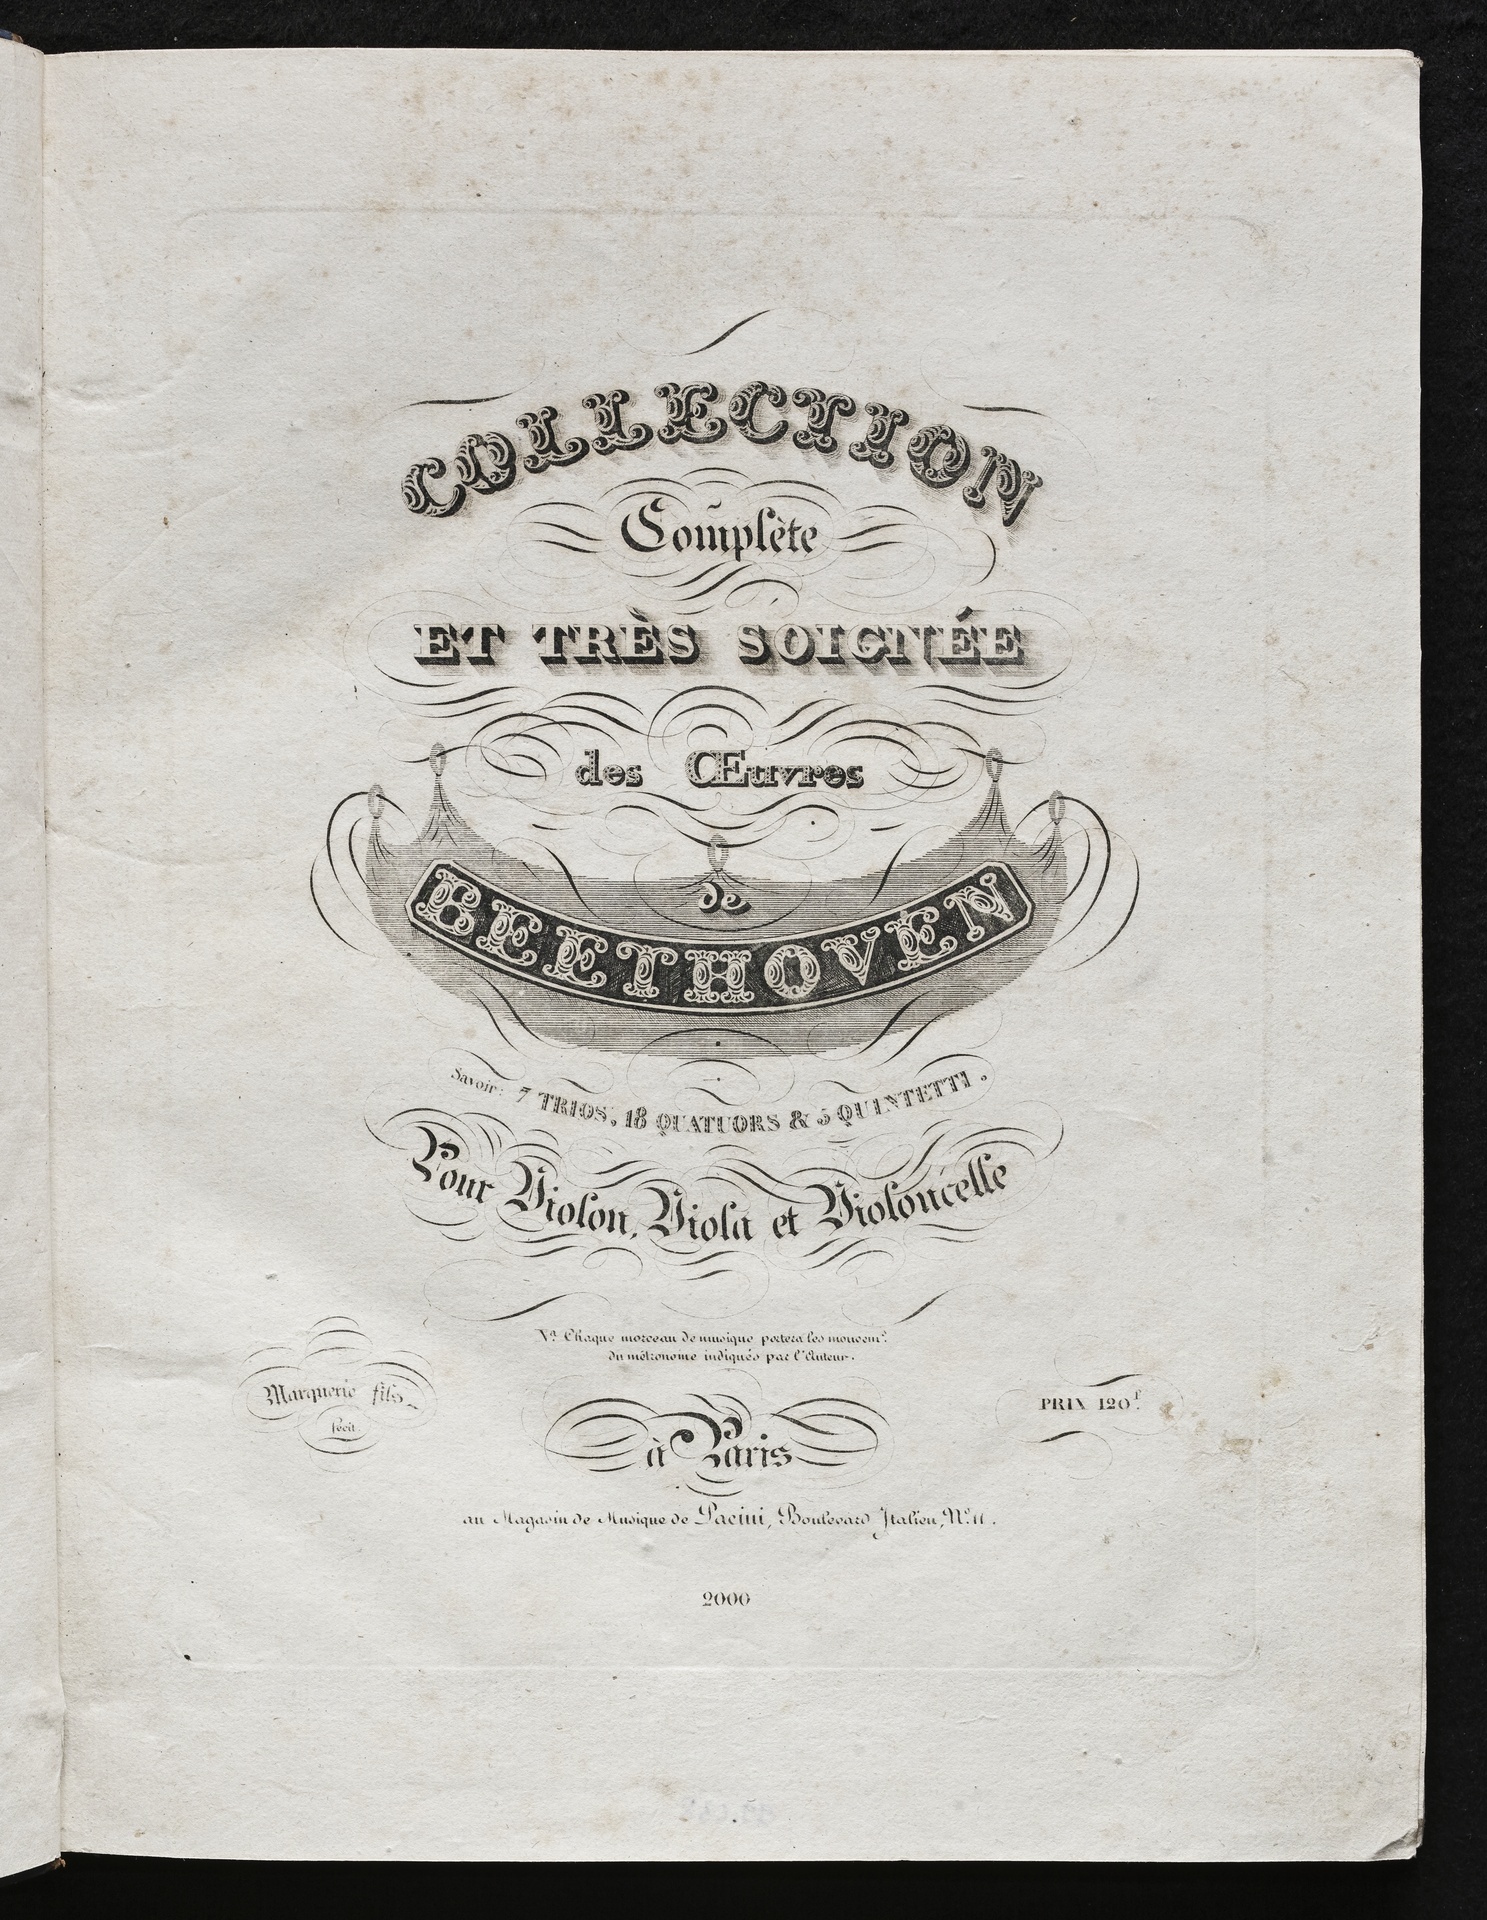 COLLECTION
Complète
ET TRÈS SOIGNÉE
des Œuvres
de
BEETHOVEN
Savoir: 7 TRIOS, 18 QUATUORS & 5 QUINTETTI.
Pour Violon, Viola et Violoncelle
Nª Chaque morceau de musique portera les mouvemˢ.
du métronome indiqués par l'Auteur.
Marquerie fils
fecit.
PRIX 120ᶠ.
à Paris
au Magasin de Musique de Pacini, Boulevard Italien, Nº. 11.
2000